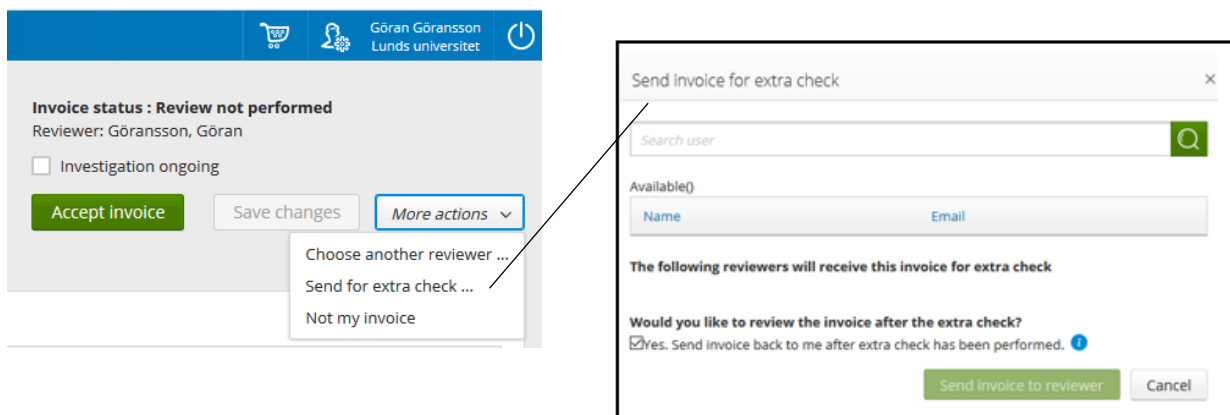 Göran Göransson
Lunds universitet
Invoice status : Review not performed
Reviewer: Göransson, Göran
Investigation ongoing
Accept invoice
Save changes
More actions
Choose another reviewer ...
Send for extra check ...
Not my invoice
Send invoice for extra check
Search user
Available()
Name Email
The following reviewers will receive this invoice for extra check
Would you like to review the invoice after the extra check?
Yes. Send invoice back to me after extra check has been performed.
Send invoice to reviewer Cancel